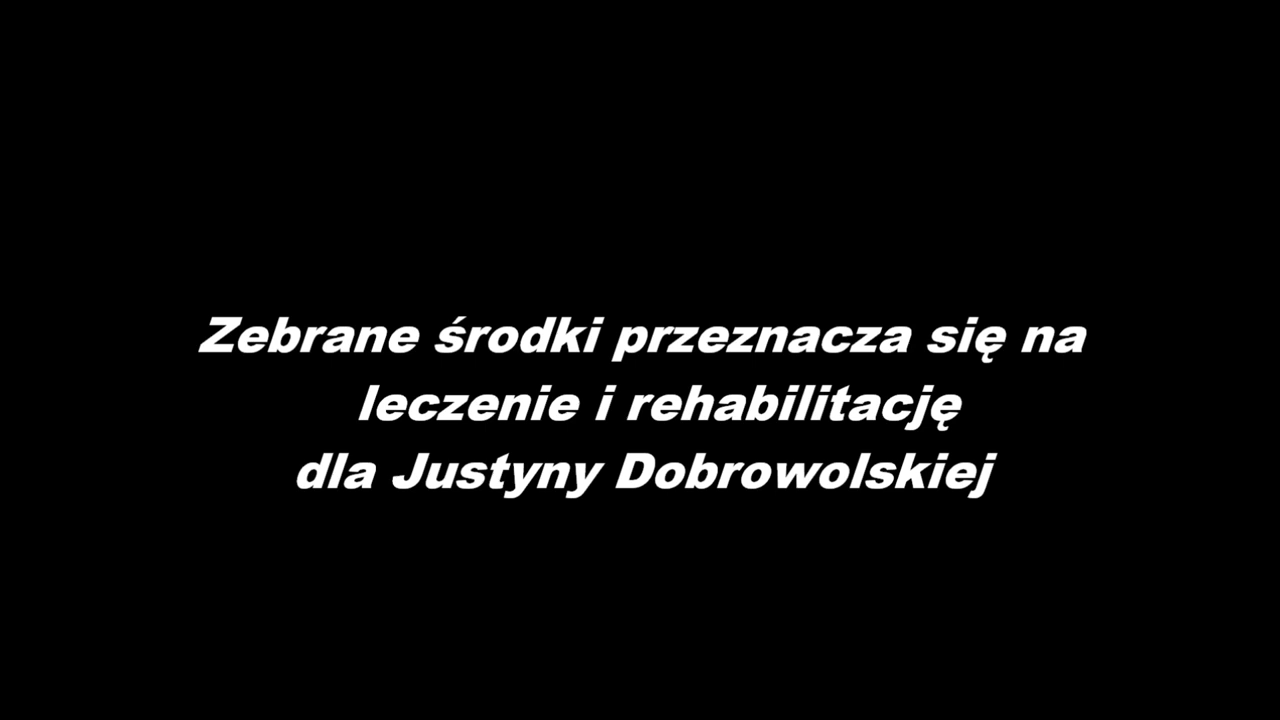 Zebrane środki przeznacza się na
leczenie i rehabilitację
dla Justyny Dobrowolskiej